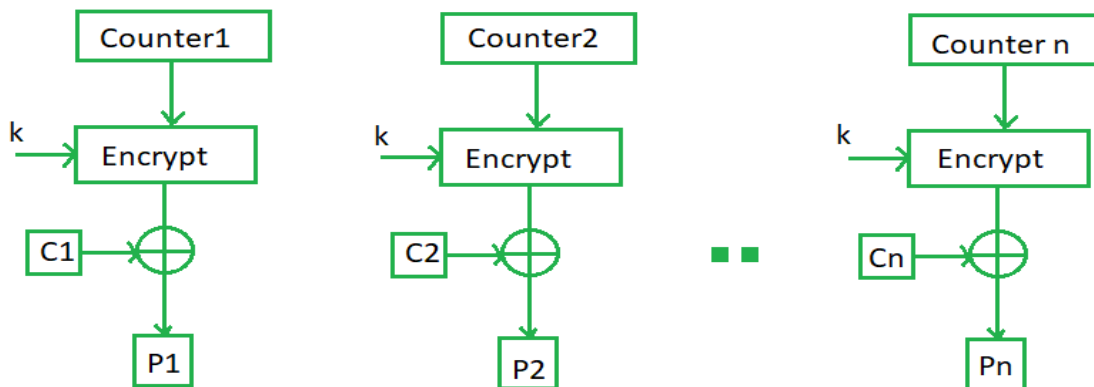 Counter1
Counter2
Counter n
k
Encrypt
k
Encrypt
k
Encrypt
C1
C2
Cn
P1
P2
Pn